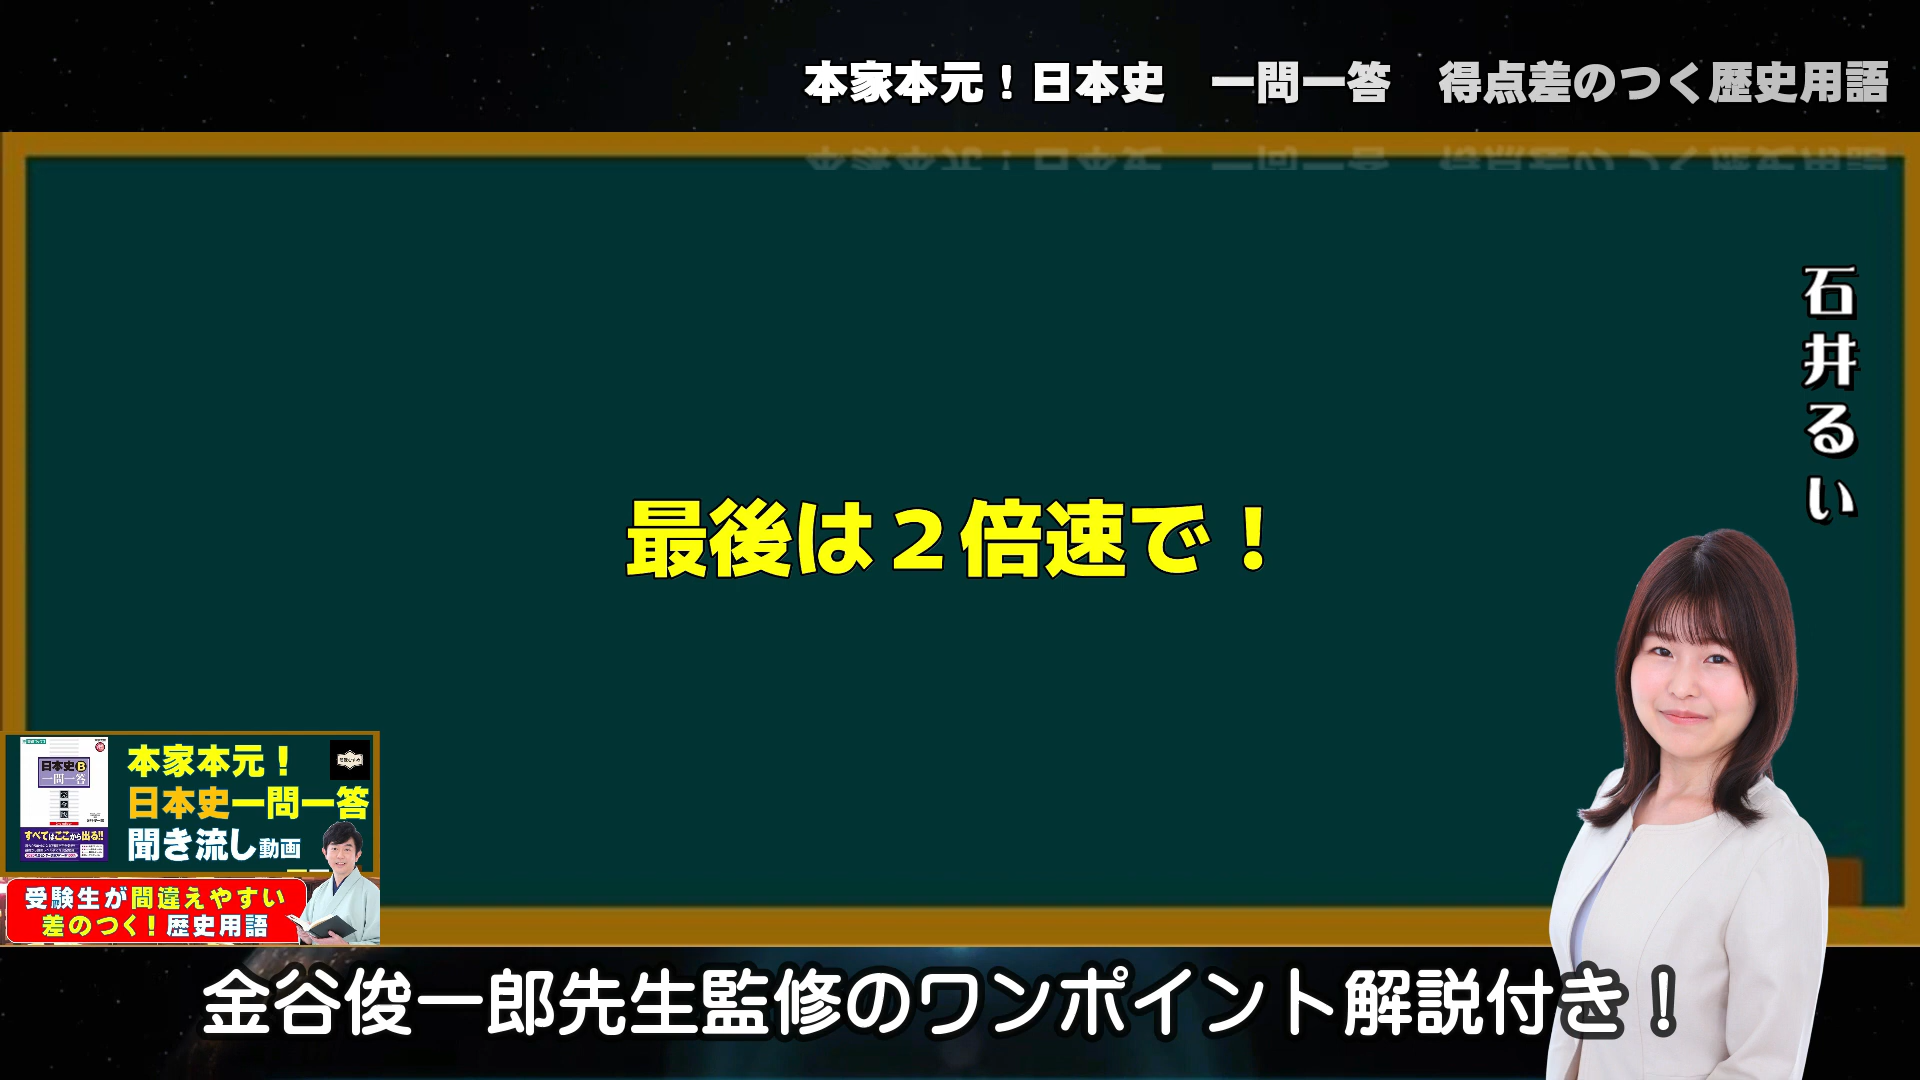 本家本元！日本史　一問一答　得点差のつく歴史用語
石井るい
最後は２倍速で！
日本史B
一問一答
すべてはここから出る!!
本家本元！
日本史一問一答
聞き流し動画
受験生が間違えやすい
差のつく！歴史用語
金谷俊一郎先生監修のワンポイント解説付き！